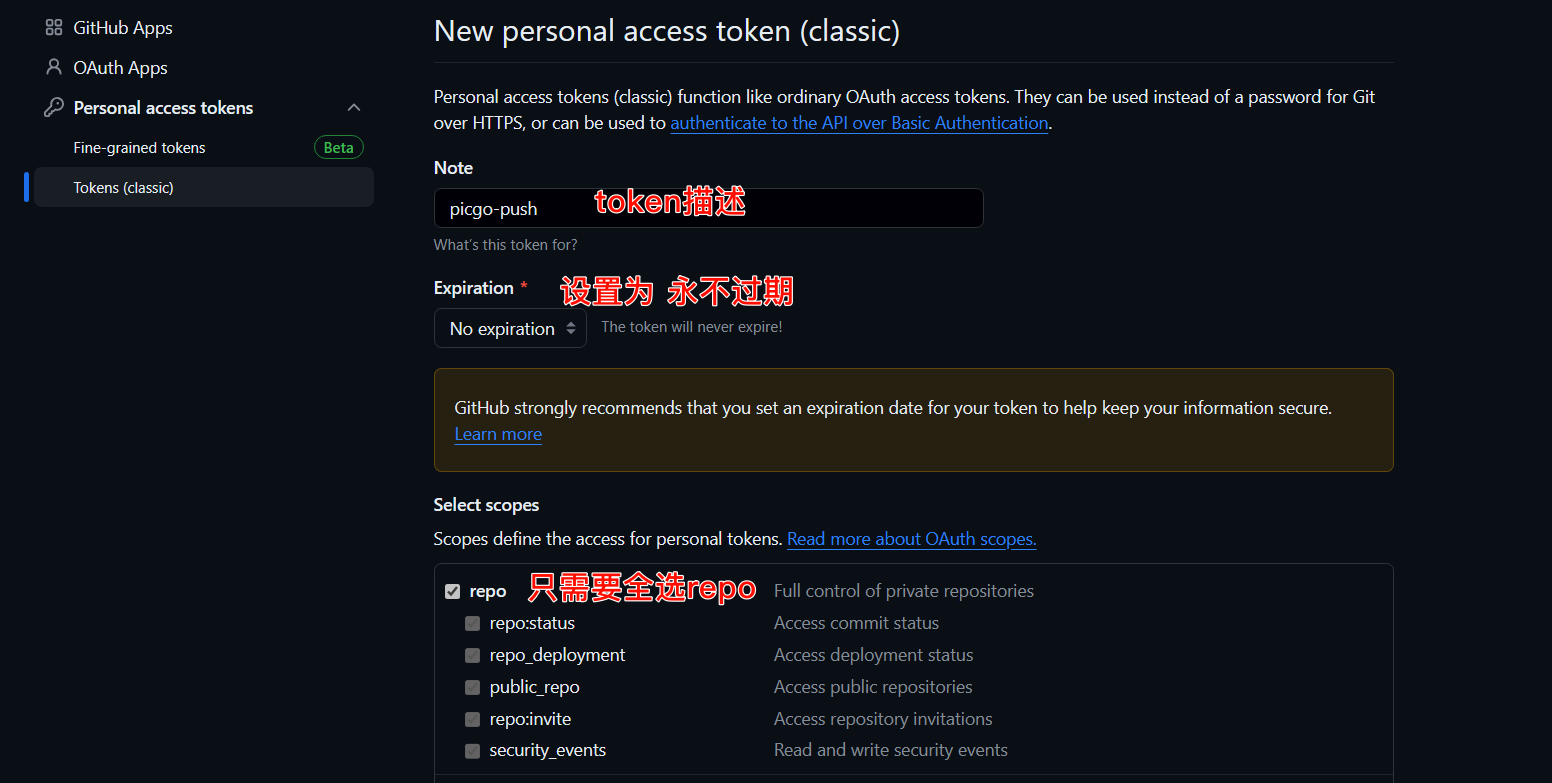 GitHub Apps
OAuth Apps
Personal access tokens
Fine-grained tokens Beta
Tokens (classic)
New personal access token (classic)
Personal access tokens (classic) function like ordinary OAuth access tokens. They can be used instead of a password for Git
over HTTPS, or can be used to authenticate to the API over Basic Authentication.
Note
picgo-push token描述
What's this token for?
Expiration * 设置为 永不过期
No expiration The token will never expire!
GitHub strongly recommends that you set an expiration date for your token to help keep your information secure.
Learn more
Select scopes
Scopes define the access for personal tokens. Read more about OAuth scopes.
repo 只需要全选repo Full control of private repositories
repo:status Access commit status
repo_deployment Access deployment status
public_repo Access public repositories
repo:invite Access repository invitations
security_events Read and write security events